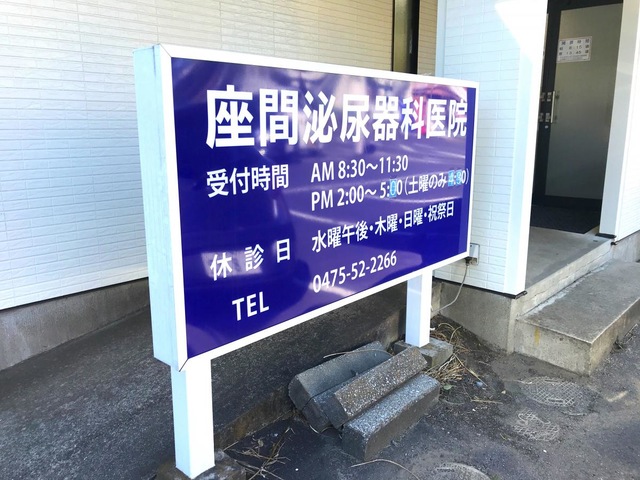 座間泌尿器科医院
受付時間 AM 8:30～11:30
PM 2:00～5:00（土曜のみ4:00）
休診日 水曜午後・木曜・日曜・祝祭日
TEL 0475-52-2266